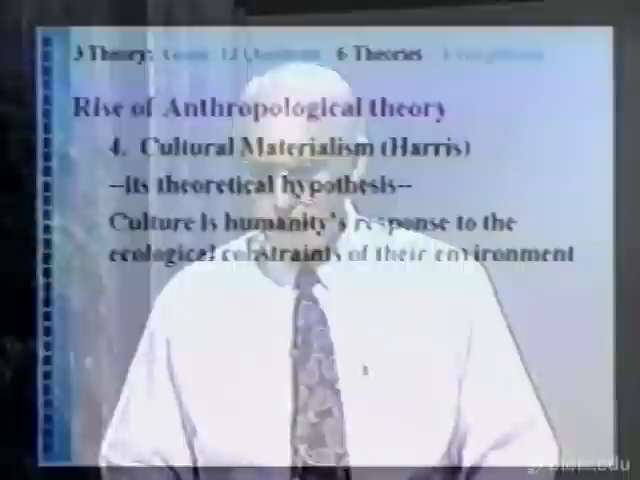 3 Theory: 6 Theories
Rise of Anthropological theory
4. Cultural Materialism (Harris)
--its theoretical hypothesis--
Culture is humanity's response to the
ecological constraints of their environment